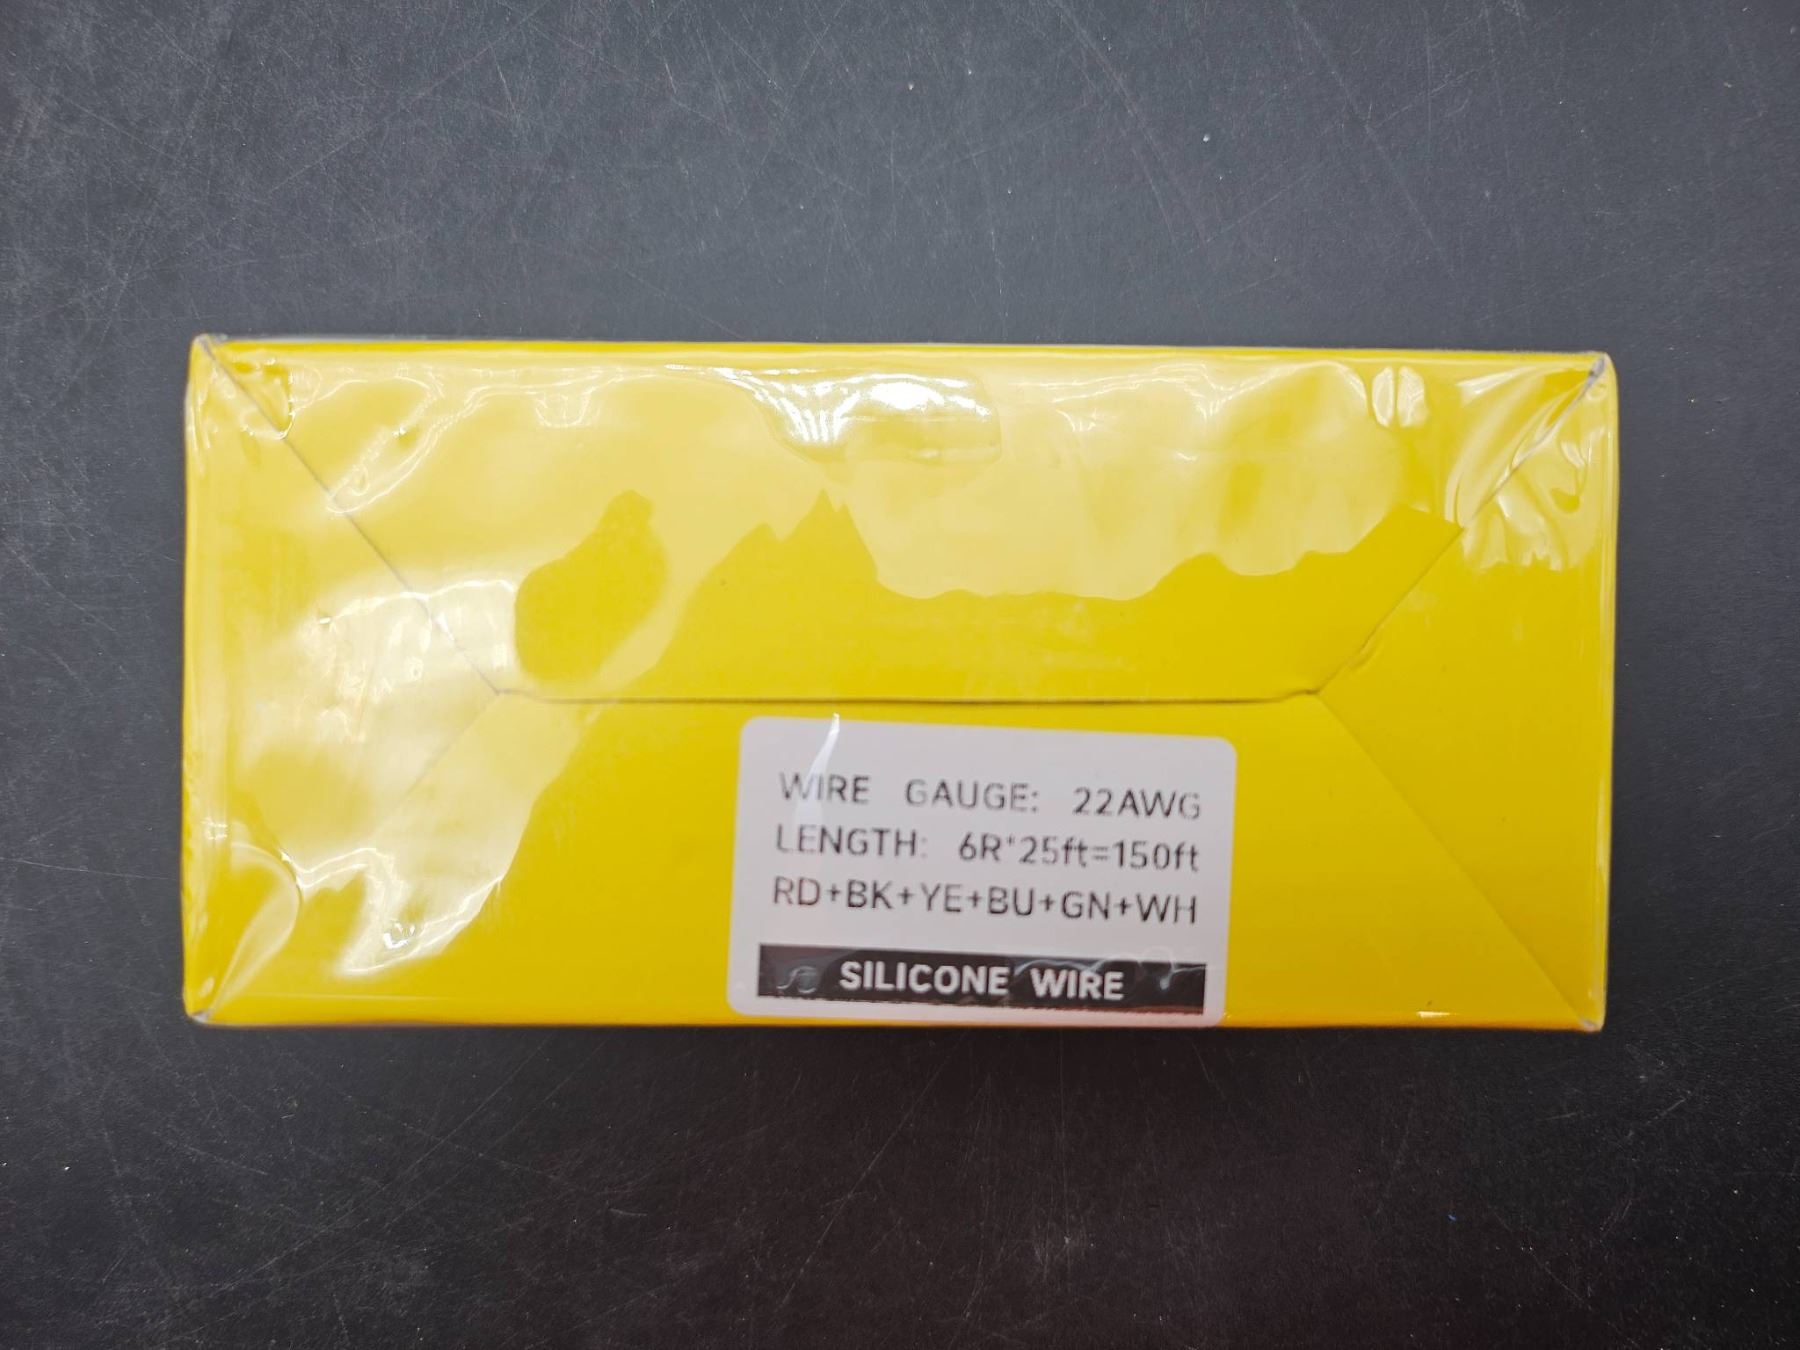 WIRE GAUGE: 22AWG
LENGTH: 6R*25ft=150ft
RD+BK+YE+BU+GN+WH
SILICONE WIRE